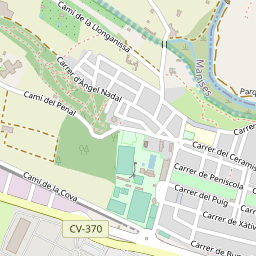 Camí de la Llonganissa
Manises
Carrer d'Àngel Nadal
Camí del Penal
Parq
Carrer
Carrer del Ceramis
Carrer de Peníscola
Camí de la Cova
Carrer del Puig
Carrer de Xàtiv
CV-370
Carrer de Bu